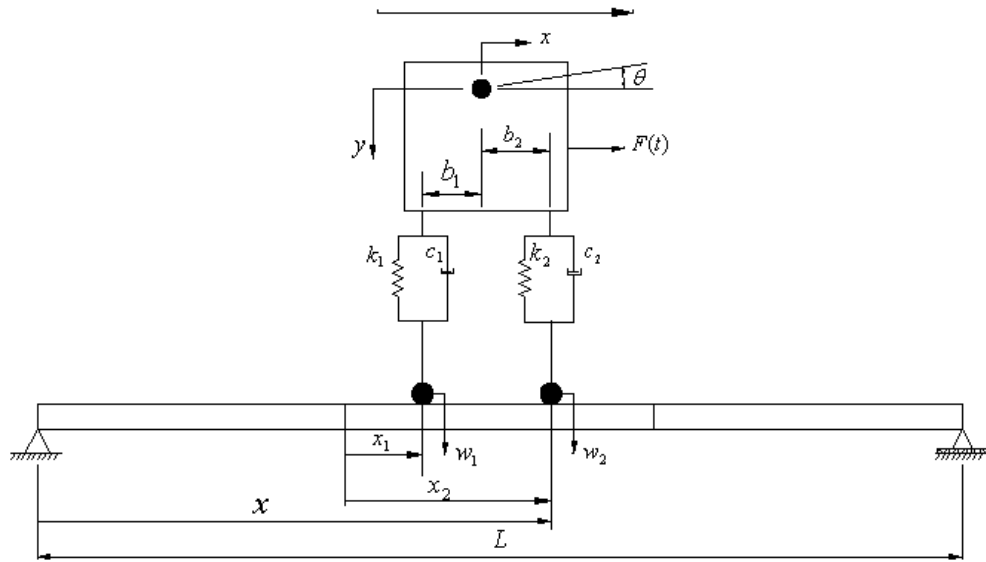 x
θ
y
b₂
F(t)
b₁
k₁
c₁
k₂
c₂
x₁
w₁
w₂
x₂
x
L